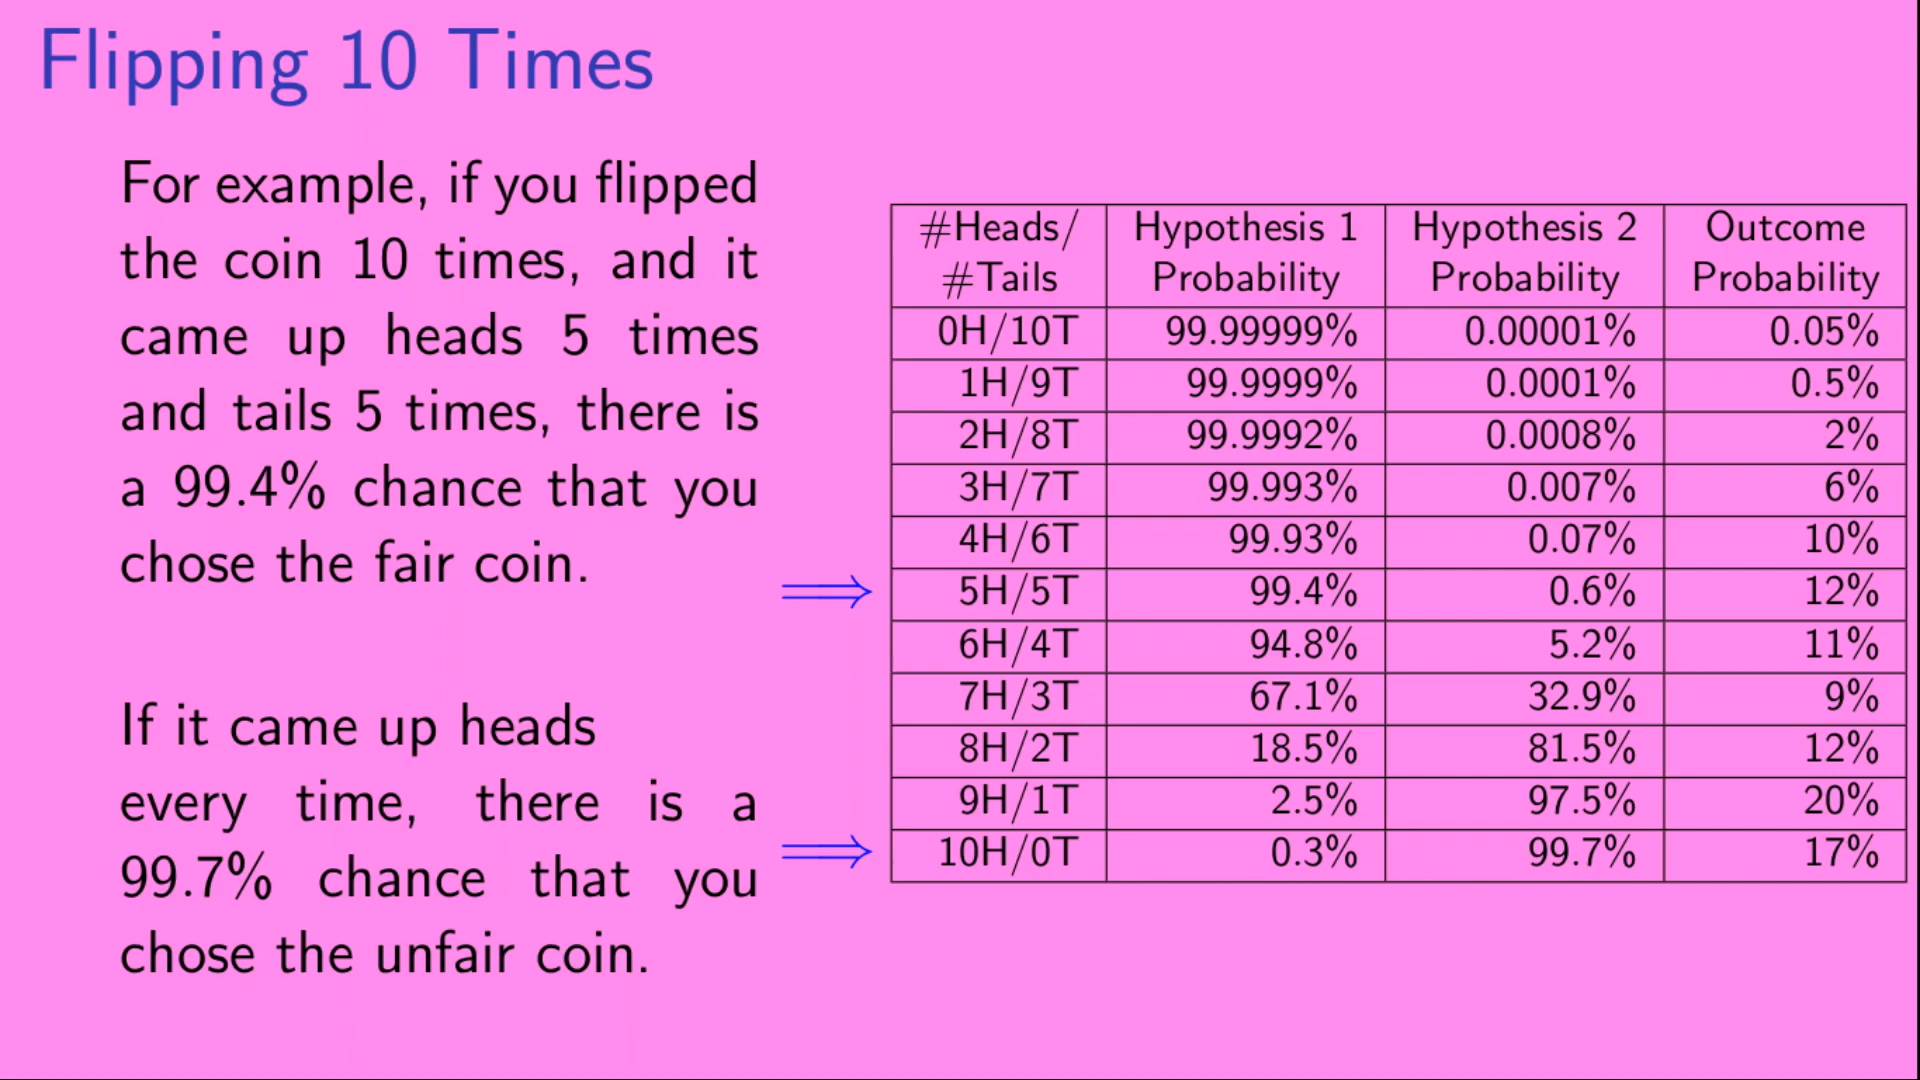 Flipping 10 Times
For example, if you flipped
the coin 10 times, and it
came up heads 5 times
and tails 5 times, there is
a 99.4% chance that you
chose the fair coin.
If it came up heads
every time, there is a
99.7% chance that you
chose the unfair coin.
#Heads/ Hypothesis 1 Hypothesis 2 Outcome
#Tails Probability Probability Probability
0H/10T 99.99999% 0.00001% 0.05%
1H/9T 99.9999% 0.0001% 0.5%
2H/8T 99.9992% 0.0008% 2%
3H/7T 99.993% 0.007% 6%
4H/6T 99.93% 0.07% 10%
⟹ 5H/5T 99.4% 0.6% 12%
6H/4T 94.8% 5.2% 11%
7H/3T 67.1% 32.9% 9%
8H/2T 18.5% 81.5% 12%
9H/1T 2.5% 97.5% 20%
⟹ 10H/0T 0.3% 99.7% 17%